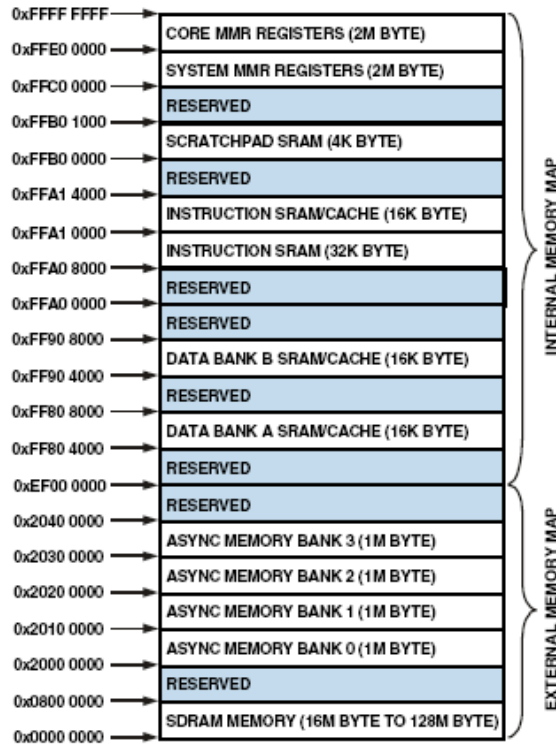 0xFFFF FFFF
CORE MMR REGISTERS (2M BYTE)
0xFFE0 0000
SYSTEM MMR REGISTERS (2M BYTE)
0xFFC0 0000
RESERVED
0xFFB0 1000
SCRATCHPAD SRAM (4K BYTE)
0xFFB0 0000
RESERVED
0xFFA1 4000
INSTRUCTION SRAM/CACHE (16K BYTE)
0xFFA1 0000
INSTRUCTION SRAM (32K BYTE)
0xFFA0 8000
RESERVED
0xFFA0 0000
RESERVED
0xFF90 8000
DATA BANK B SRAM/CACHE (16K BYTE)
0xFF90 4000
RESERVED
0xFF80 8000
DATA BANK A SRAM/CACHE (16K BYTE)
0xFF80 4000
RESERVED
0xEF00 0000
RESERVED
0x2040 0000
ASYNC MEMORY BANK 3 (1M BYTE)
0x2030 0000
ASYNC MEMORY BANK 2 (1M BYTE)
0x2020 0000
ASYNC MEMORY BANK 1 (1M BYTE)
0x2010 0000
ASYNC MEMORY BANK 0 (1M BYTE)
0x2000 0000
RESERVED
0x0800 0000
SDRAM MEMORY (16M BYTE TO 128M BYTE)
0x0000 0000
INTERNAL MEMORY MAP
EXTERNAL MEMORY MAP